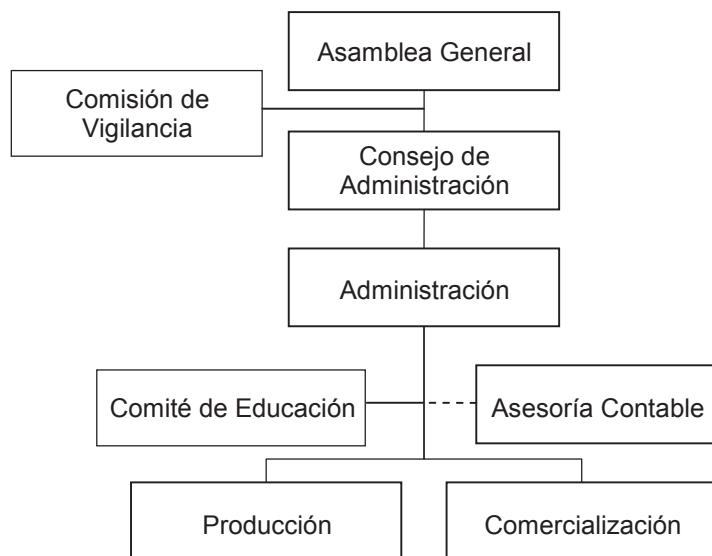 Asamblea General
Comisión de
Vigilancia
Consejo de
Administración
Administración
Comité de Educación
Asesoría Contable
Producción
Comercialización